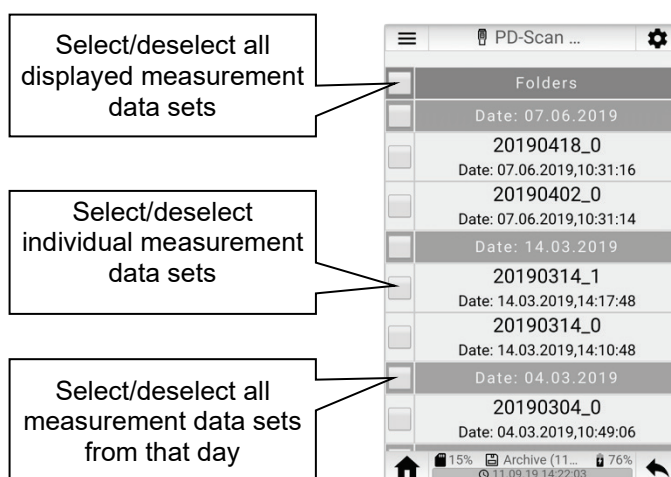 Select/deselect all
displayed measurement
data sets
Select/deselect
individual measurement
data sets
Select/deselect all
measurement data sets
from that day
PD-Scan ...
Folders
Date: 07.06.2019
20190418_0
Date: 07.06.2019,10:31:16
20190402_0
Date: 07.06.2019,10:31:14
Date: 14.03.2019
20190314_1
Date: 14.03.2019,14:17:48
20190314_0
Date: 14.03.2019,14:10:48
Date: 04.03.2019
20190304_0
Date: 04.03.2019,10:49:06
15% Archive (11... 76%
11.09.19 14:22:03